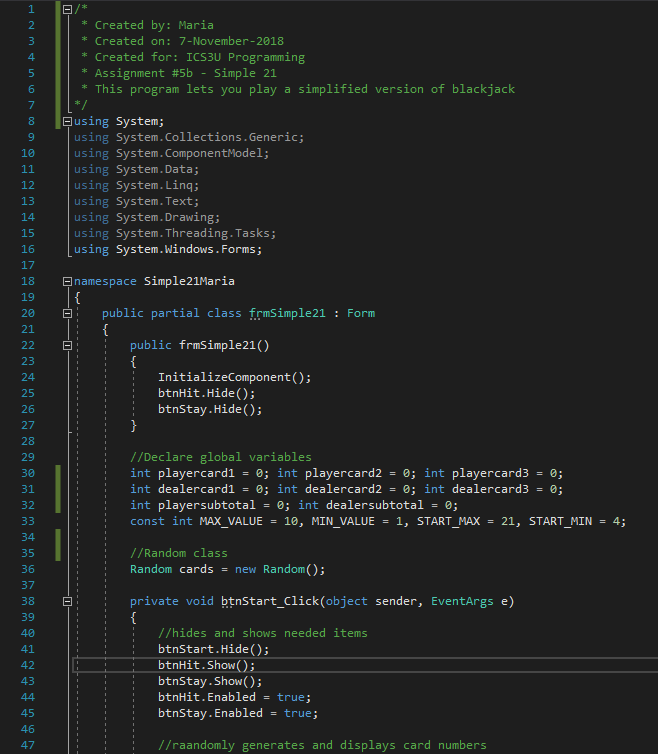 1 /*
2 * Created by: Maria
3 * Created on: 7-November-2018
4 * Created for: ICS3U Programming
5 * Assignment #5b - Simple 21
6 * This program lets you play a simplified version of blackjack
7 */
8 using System;
9 using System.Collections.Generic;
10 using System.ComponentModel;
11 using System.Data;
12 using System.Linq;
13 using System.Text;
14 using System.Drawing;
15 using System.Threading.Tasks;
16 using System.Windows.Forms;
17
18 namespace Simple21Maria
19 {
20 public partial class frmSimple21 : Form
21 {
22 public frmSimple21()
23 {
24 InitializeComponent();
25 btnHit.Hide();
26 btnStay.Hide();
27 }
28
29 //Declare global variables
30 int playercard1 = 0; int playercard2 = 0; int playercard3 = 0;
31 int dealercard1 = 0; int dealercard2 = 0; int dealercard3 = 0;
32 int playersubtotal = 0; int dealersubtotal = 0;
33 const int MAX_VALUE = 10, MIN_VALUE = 1, START_MAX = 21, START_MIN = 4;
34
35 //Random class
36 Random cards = new Random();
37
38 private void btnStart_Click(object sender, EventArgs e)
39 {
40 //hides and shows needed items
41 btnStart.Hide();
42 btnHit.Show();
43 btnStay.Show();
44 btnHit.Enabled = true;
45 btnStay.Enabled = true;
46
47 //raandomly generates and displays card numbers